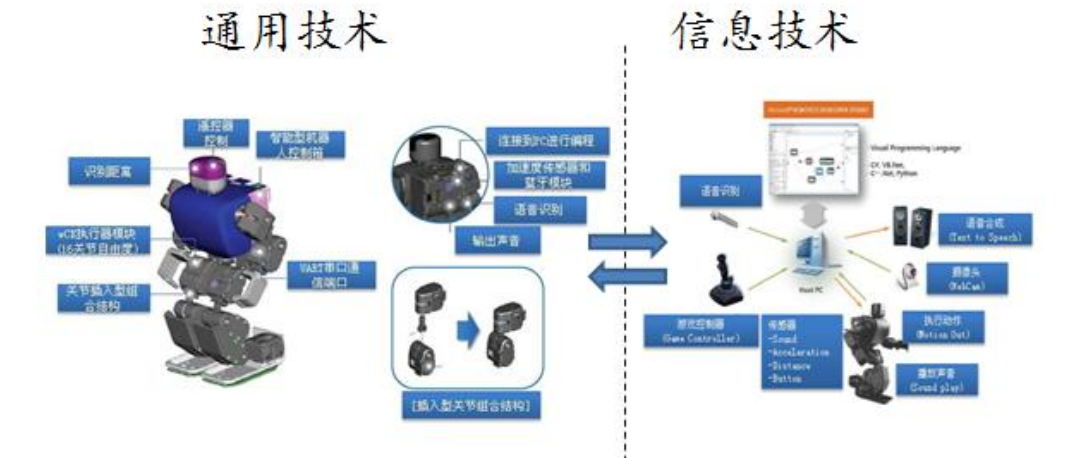 通用技术
信息技术
遥控器
控制
智能型机器
人控制箱
识别距离
wCK执行器模块
(16关节自由度)
关节插入型组
合结构
UART串口通
信端口
连接到PC进行编程
加速度传感器和
蓝牙模块
语音识别
输出声音
[插入型关节组合结构]
Visual Programming Language
C#, VB.Net,
C++.Net, Python
语音识别
语音合成
(Text to Speech)
Host PC
摄像头
(WebCam)
游戏控制器
(Game Controller)
传感器
-Sound
-Acceleration
-Distance
-Button
执行动作
(Motion Out)
播放声音
(Sound play)